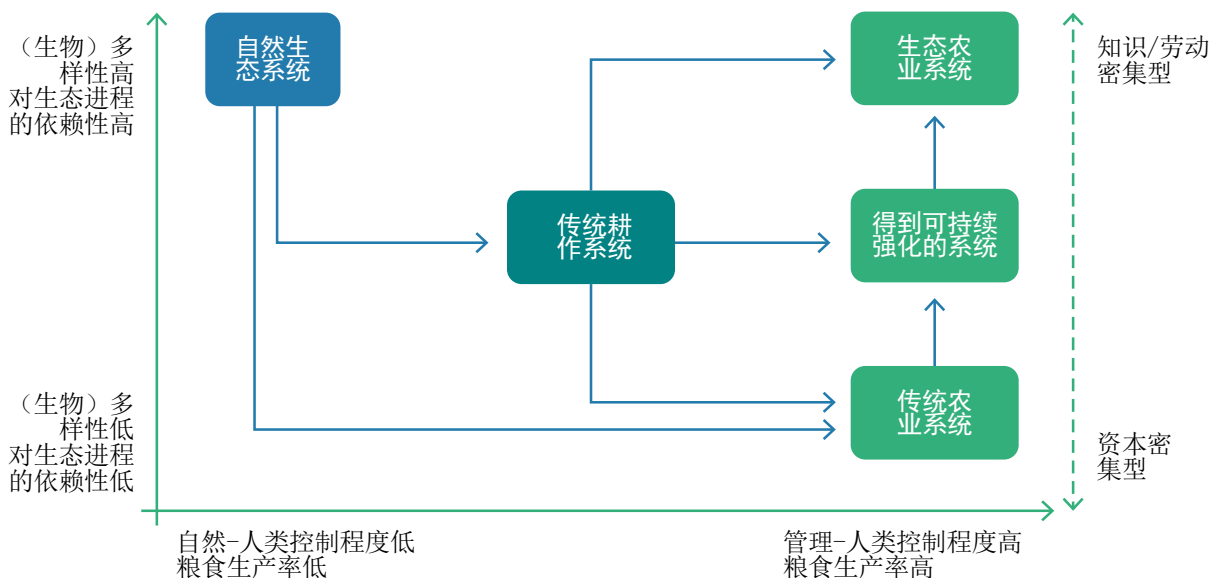 （生物）多
样性高
对生态进程
的依赖性高
自然生
态系统
生态农
业系统
知识/劳动
密集型
传统耕
作系统
得到可持续
强化的系统
（生物）多
样性低
对生态进程
的依赖性低
传统农
业系统
资本密
集型
自然-人类控制程度低
粮食生产率低
管理-人类控制程度高
粮食生产率高